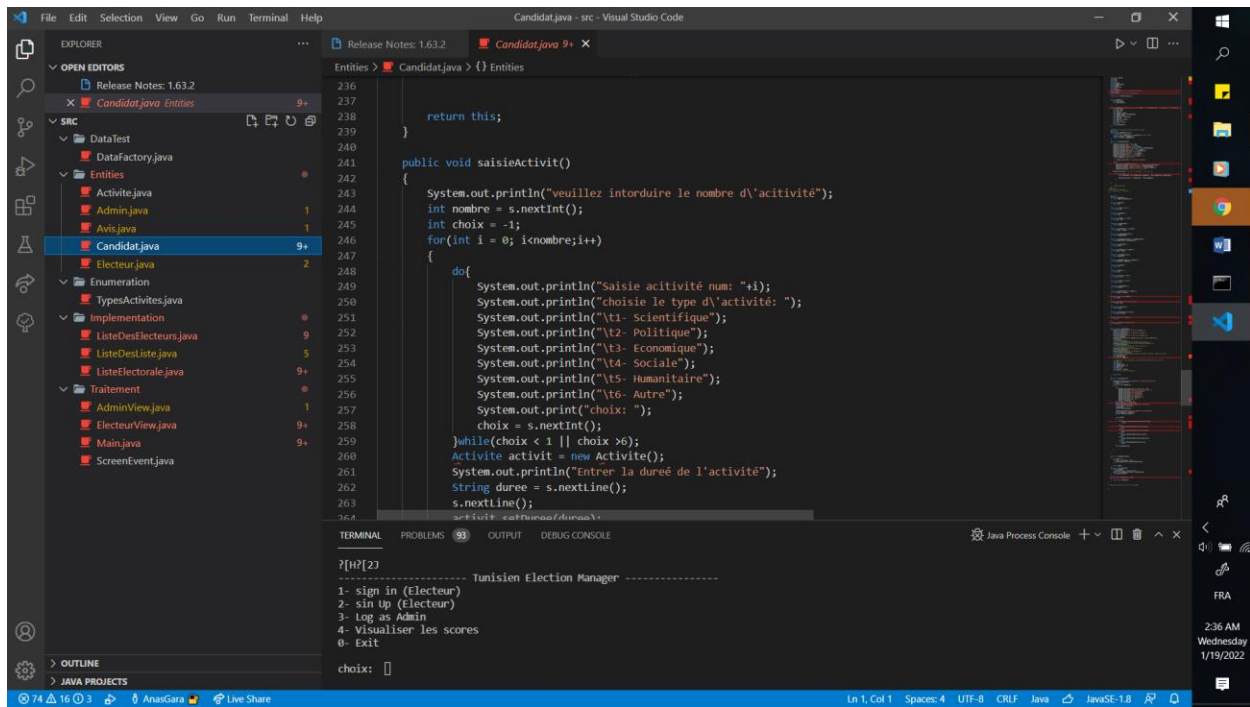 File Edit Selection View Go Run Terminal Help
Candidat.java - src - Visual Studio Code
EXPLORER
OPEN EDITORS
Release Notes: 1.63.2
Candidat.java Entities 9+
SRC
DataTest
DataFactory.java
Entities
Activite.java
Admin.java 1
Avis.java 1
Candidat.java 9+
Electeur.java 2
Enumeration
TypesActivites.java
Implementation
ListeDesElecteurs.java 9
ListeDesListe.java 5
ListeElectorale.java 9+
Traitement
AdminView.java 1
ElecteurView.java 9+
Main.java 9+
ScreenEvent.java
OUTLINE
JAVA PROJECTS
Release Notes: 1.63.2 Candidat.java 9+
Entities > Candidat.java > {} Entities
236
237
238 return this;
239 }
240
241 public void saisieActivit()
242 {
243 System.out.println("veuillez intorduire le nombre d\'acitivité");
244 int nombre = s.nextInt();
245 int choix = -1;
246 for(int i = 0; i<nombre;i++)
247 {
248 do{
249 System.out.println("Saisie acitivité num: "+i);
250 System.out.println("choisie le type d\'activité: ");
251 System.out.println("\t1- Scientifique");
252 System.out.println("\t2- Politique");
253 System.out.println("\t3- Economique");
254 System.out.println("\t4- Sociale");
255 System.out.println("\t5- Humanitaire");
256 System.out.println("\t6- Autre");
257 System.out.print("choix: ");
258 choix = s.nextInt();
259 }while(choix < 1 || choix >6);
260 Activite activit = new Activite();
261 System.out.println("Entrer la dureé de l'activité");
262 String duree = s.nextLine();
263 s.nextLine();
264 activit.setDuree(duree);
TERMINAL PROBLEMS 93 OUTPUT DEBUG CONSOLE
Java Process Console
?[H?[2J
---------------------- Tunisien Election Manager ----------------
1- sign in (Electeur)
2- sin Up (Electeur)
3- Log as Admin
4- Visualiser les scores
0- Exit
choix:
74 16 3 AnasGara Live Share
Ln 1, Col 1 Spaces: 4 UTF-8 CRLF Java JavaSE-1.8
FRA
2:36 AM
Wednesday
1/19/2022